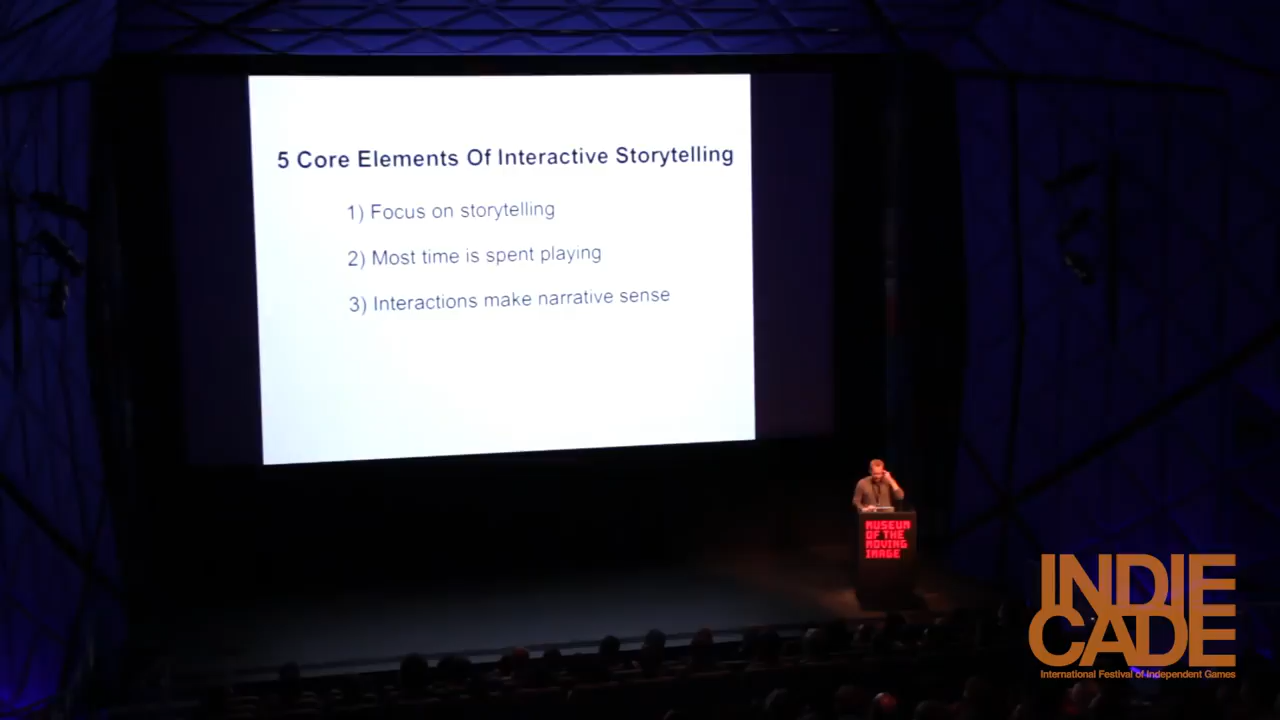 5 Core Elements Of Interactive Storytelling
1) Focus on storytelling
2) Most time is spent playing
3) Interactions make narrative sense
MUSEUM
OF THE
MOVING
IMAGE
INDIE
CADE
International Festival of Independent Games